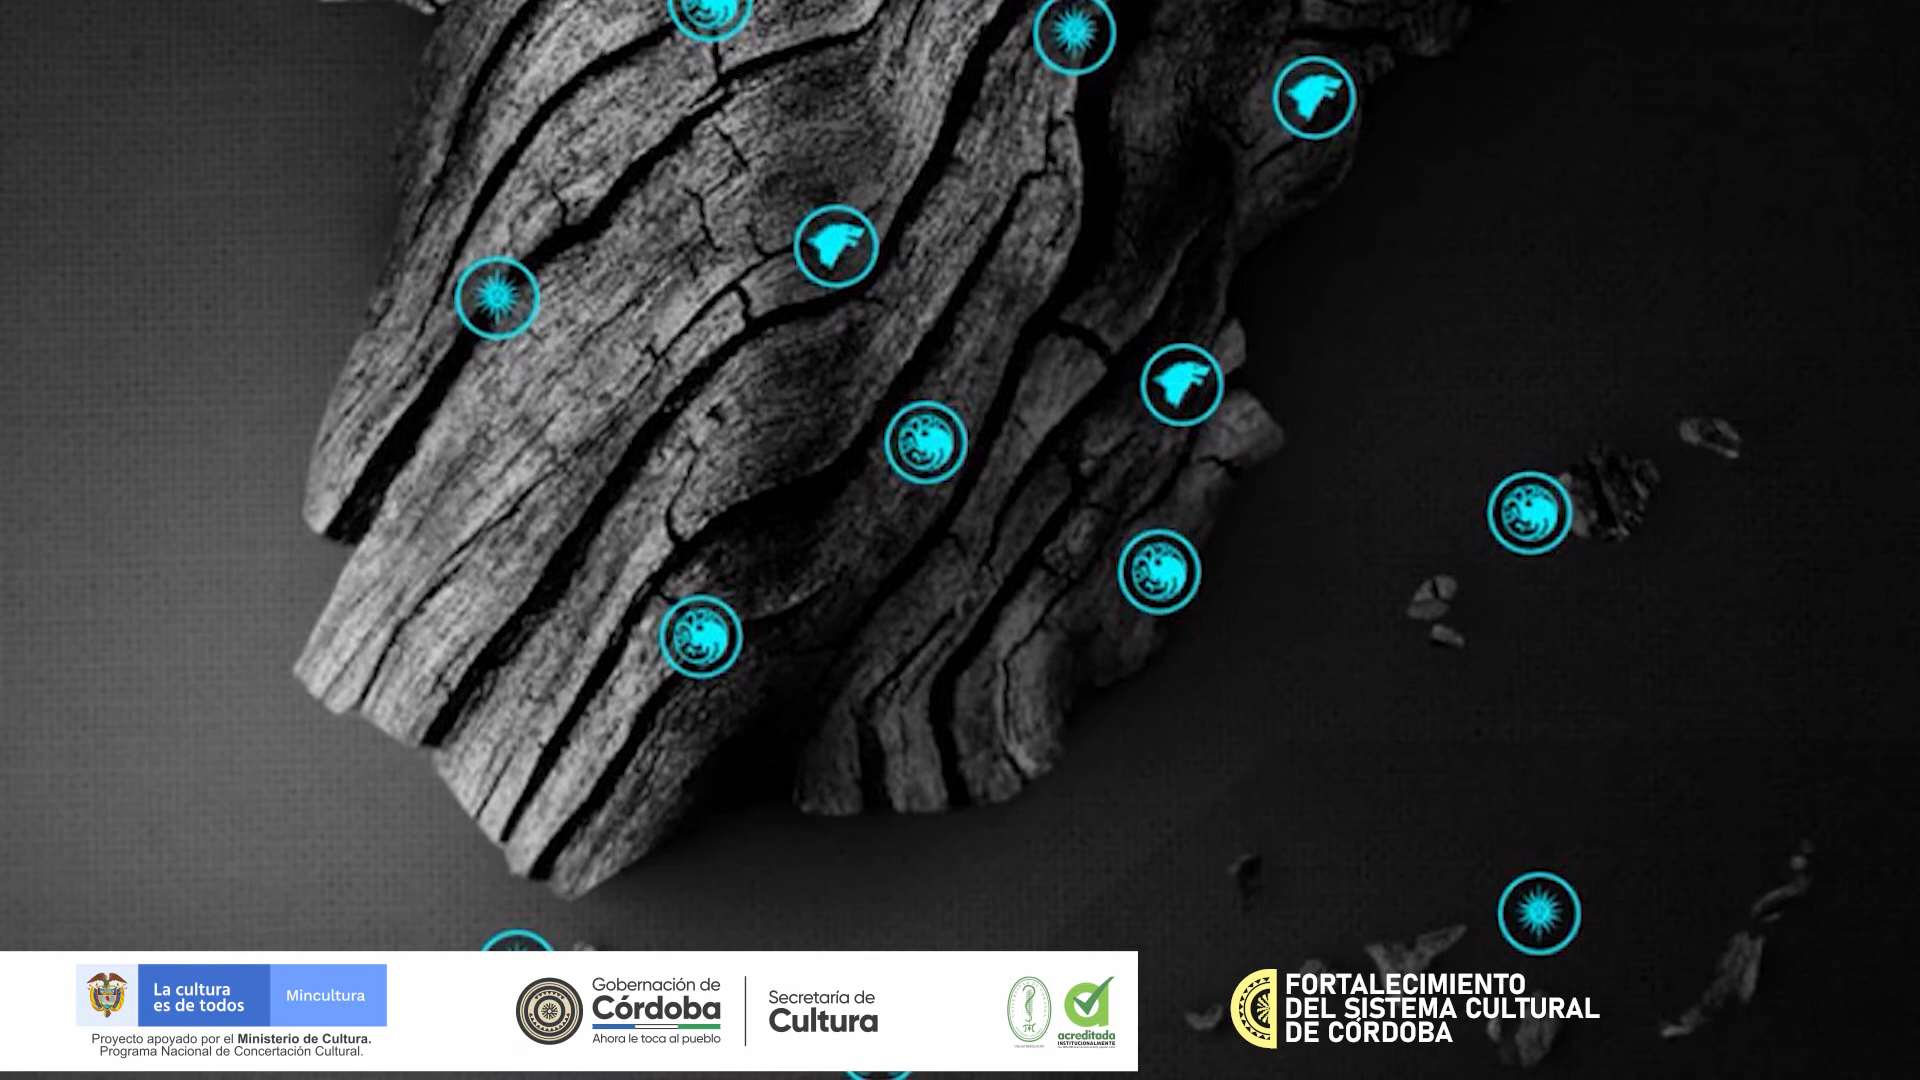 La cultura
es de todos
Mincultura
Proyecto apoyado por el Ministerio de Cultura.
Programa Nacional de Concertación Cultural.
Gobernación de
Córdoba
Ahora le toca al pueblo
Secretaría de
Cultura
acreditada
INSTITUCIONALMENTE
FORTALECIMIENTO
DEL SISTEMA CULTURAL
DE CÓRDOBA